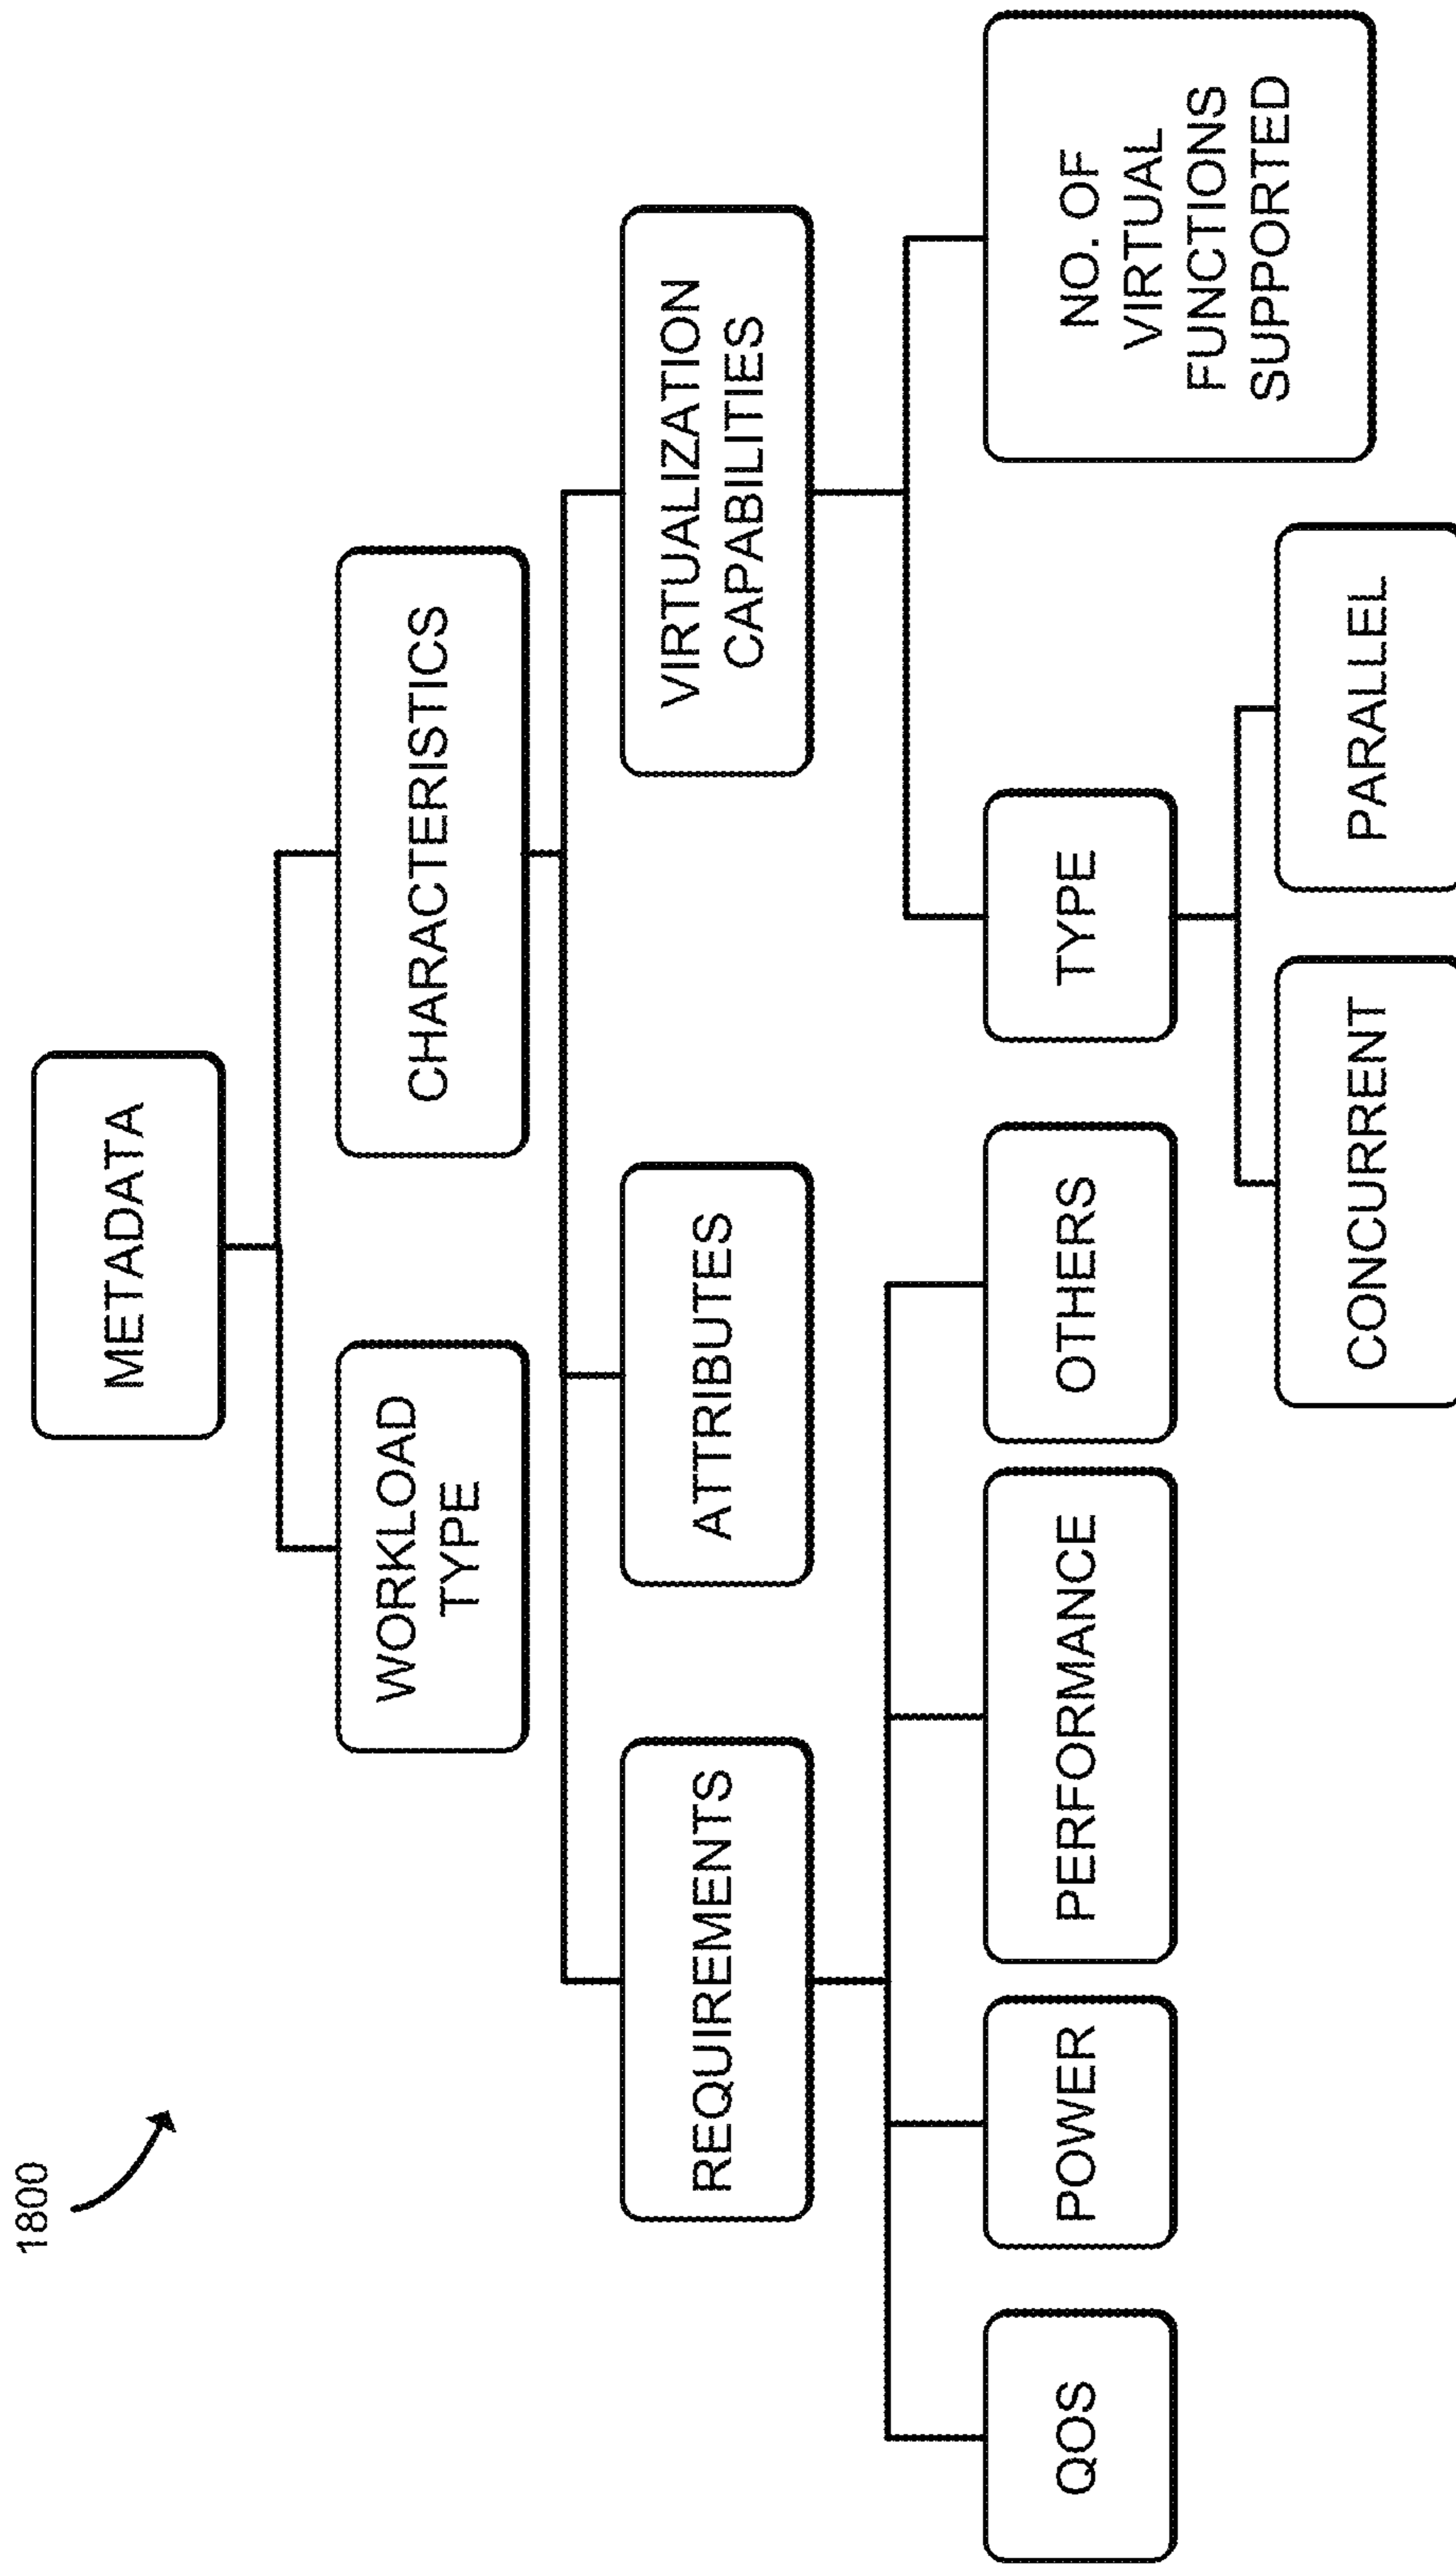 1800
METADATA
WORKLOAD
TYPE
CHARACTERISTICS
REQUIREMENTS
ATTRIBUTES
VIRTUALIZATION
CAPABILITIES
QOS
POWER
PERFORMANCE
OTHERS
TYPE
NO. OF
VIRTUAL
FUNCTIONS
SUPPORTED
CONCURRENT
PARALLEL